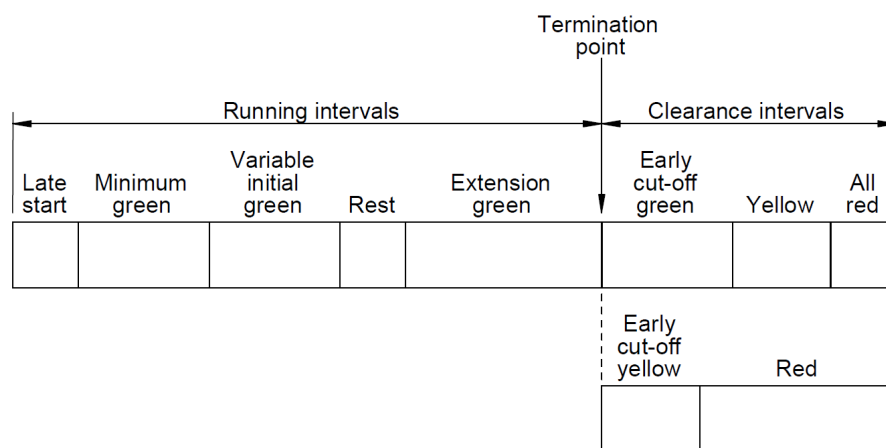 Termination
point
Running intervals
Clearance intervals
Late
start
Minimum
green
Variable
initial
green
Rest
Extension
green
Early
cut-off
green
Yellow
All
red
Early
cut-off
yellow
Red